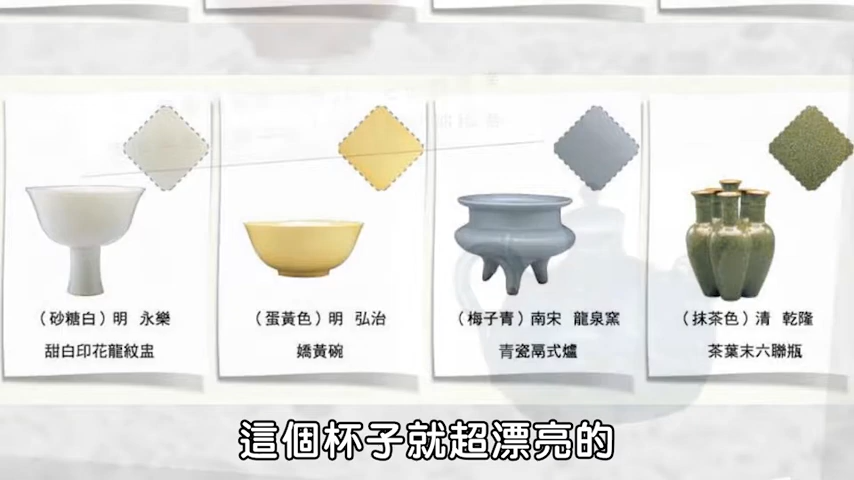 （砂糖白）明 永樂
甜白印花龍紋盅
（蛋黃色）明 弘治
嬌黃碗
（梅子青）南宋 龍泉窯
青瓷鬲式爐
（抹茶色）清 乾隆
茶葉末六聯瓶
這個杯子就超漂亮的